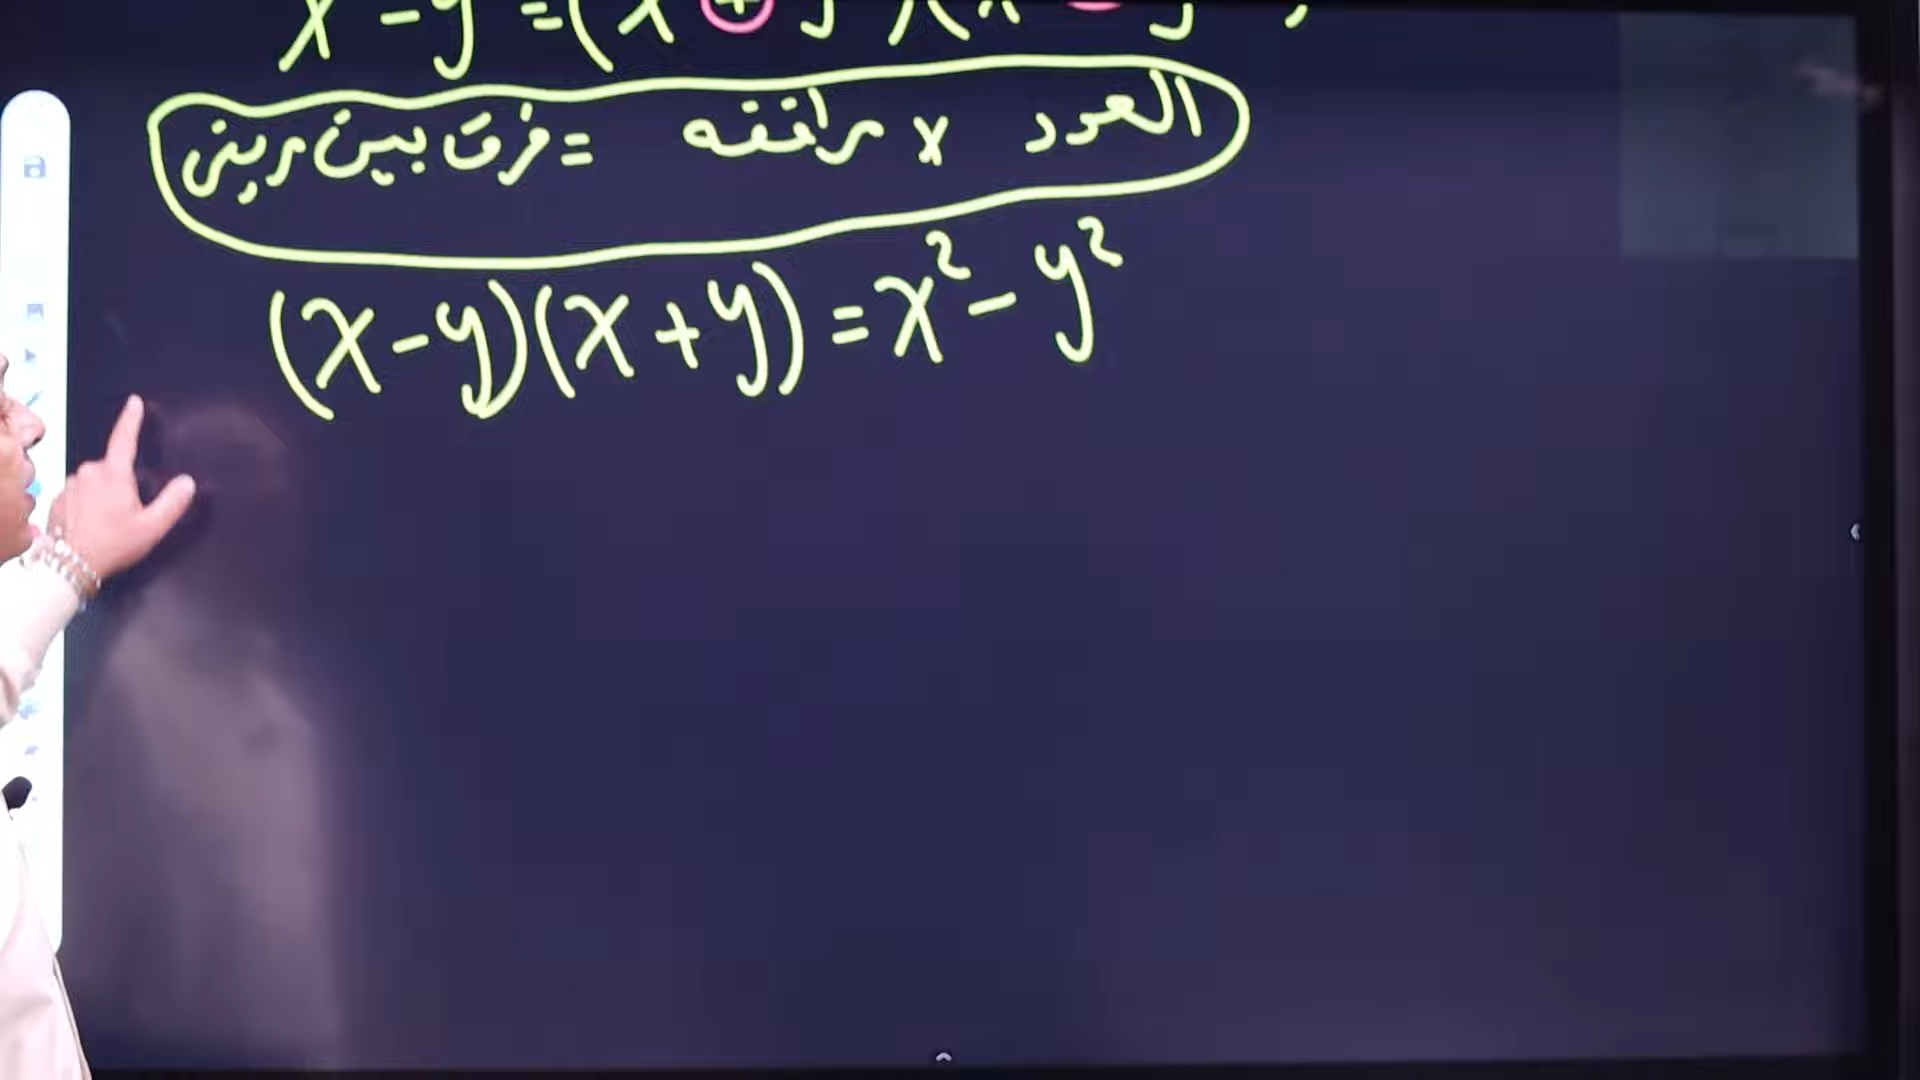 x - y = (x + y)(x - y
العدد x مرافقه = فرق بين مربعين
(x-y)(x+y) = x² - y²